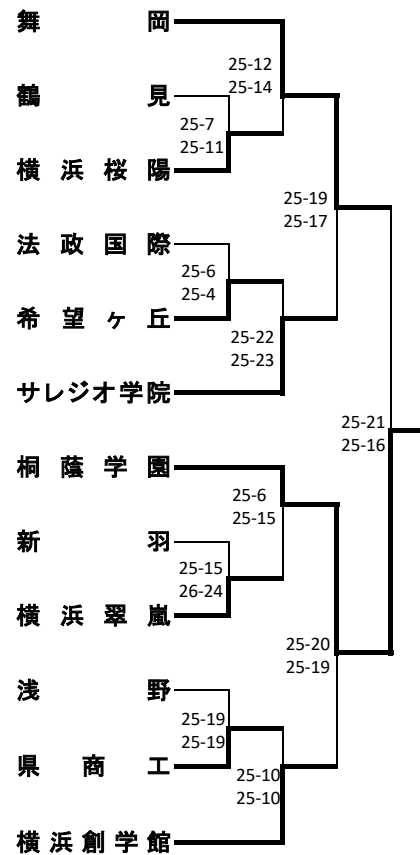 舞岡
25-12
25-14
鶴見
25-7
25-11
横浜桜陽
25-19
25-17
法政国際
25-6
25-4
希望ヶ丘
25-22
25-23
サレジオ学院
25-21
25-16
桐蔭学園
25-6
25-15
新羽
25-15
26-24
横浜翠嵐
25-20
25-19
浅野
25-19
25-19
県商工
25-10
25-10
横浜創学館